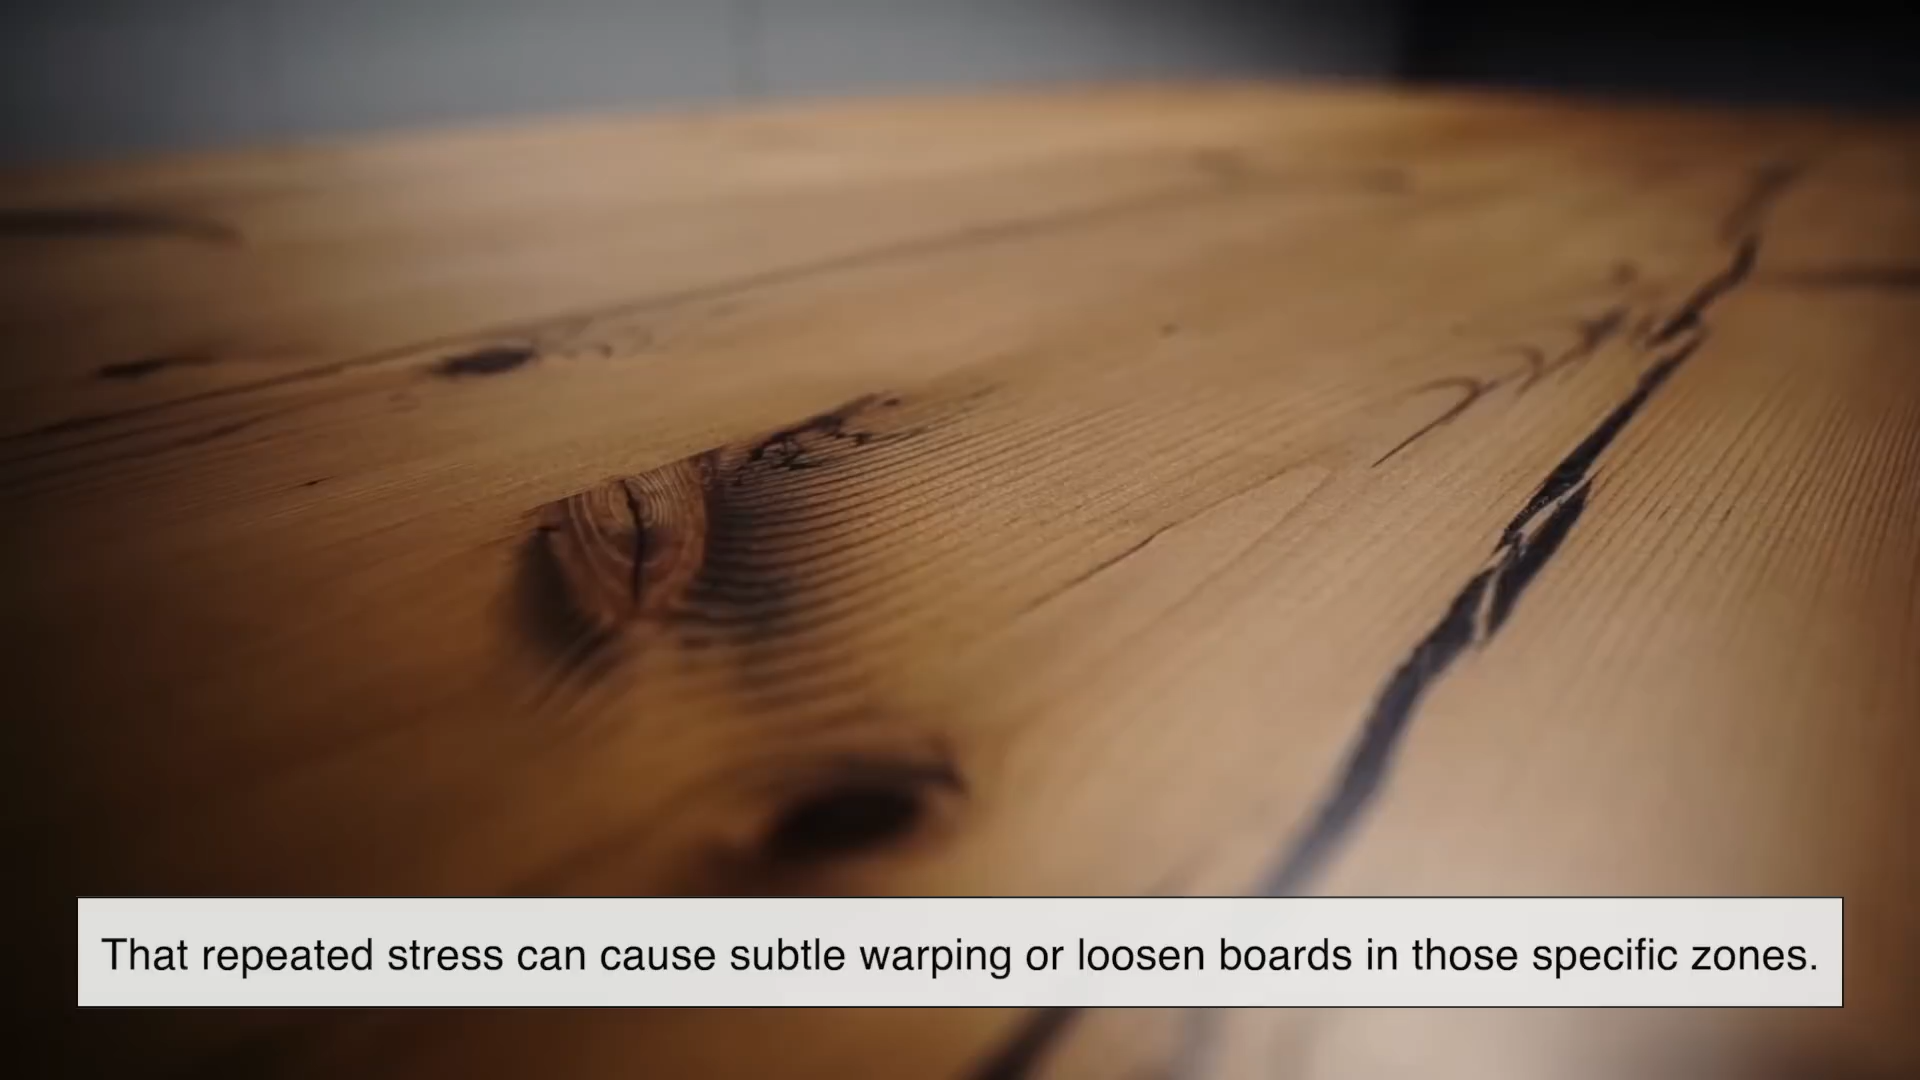 That repeated stress can cause subtle warping or loosen boards in those specific zones.